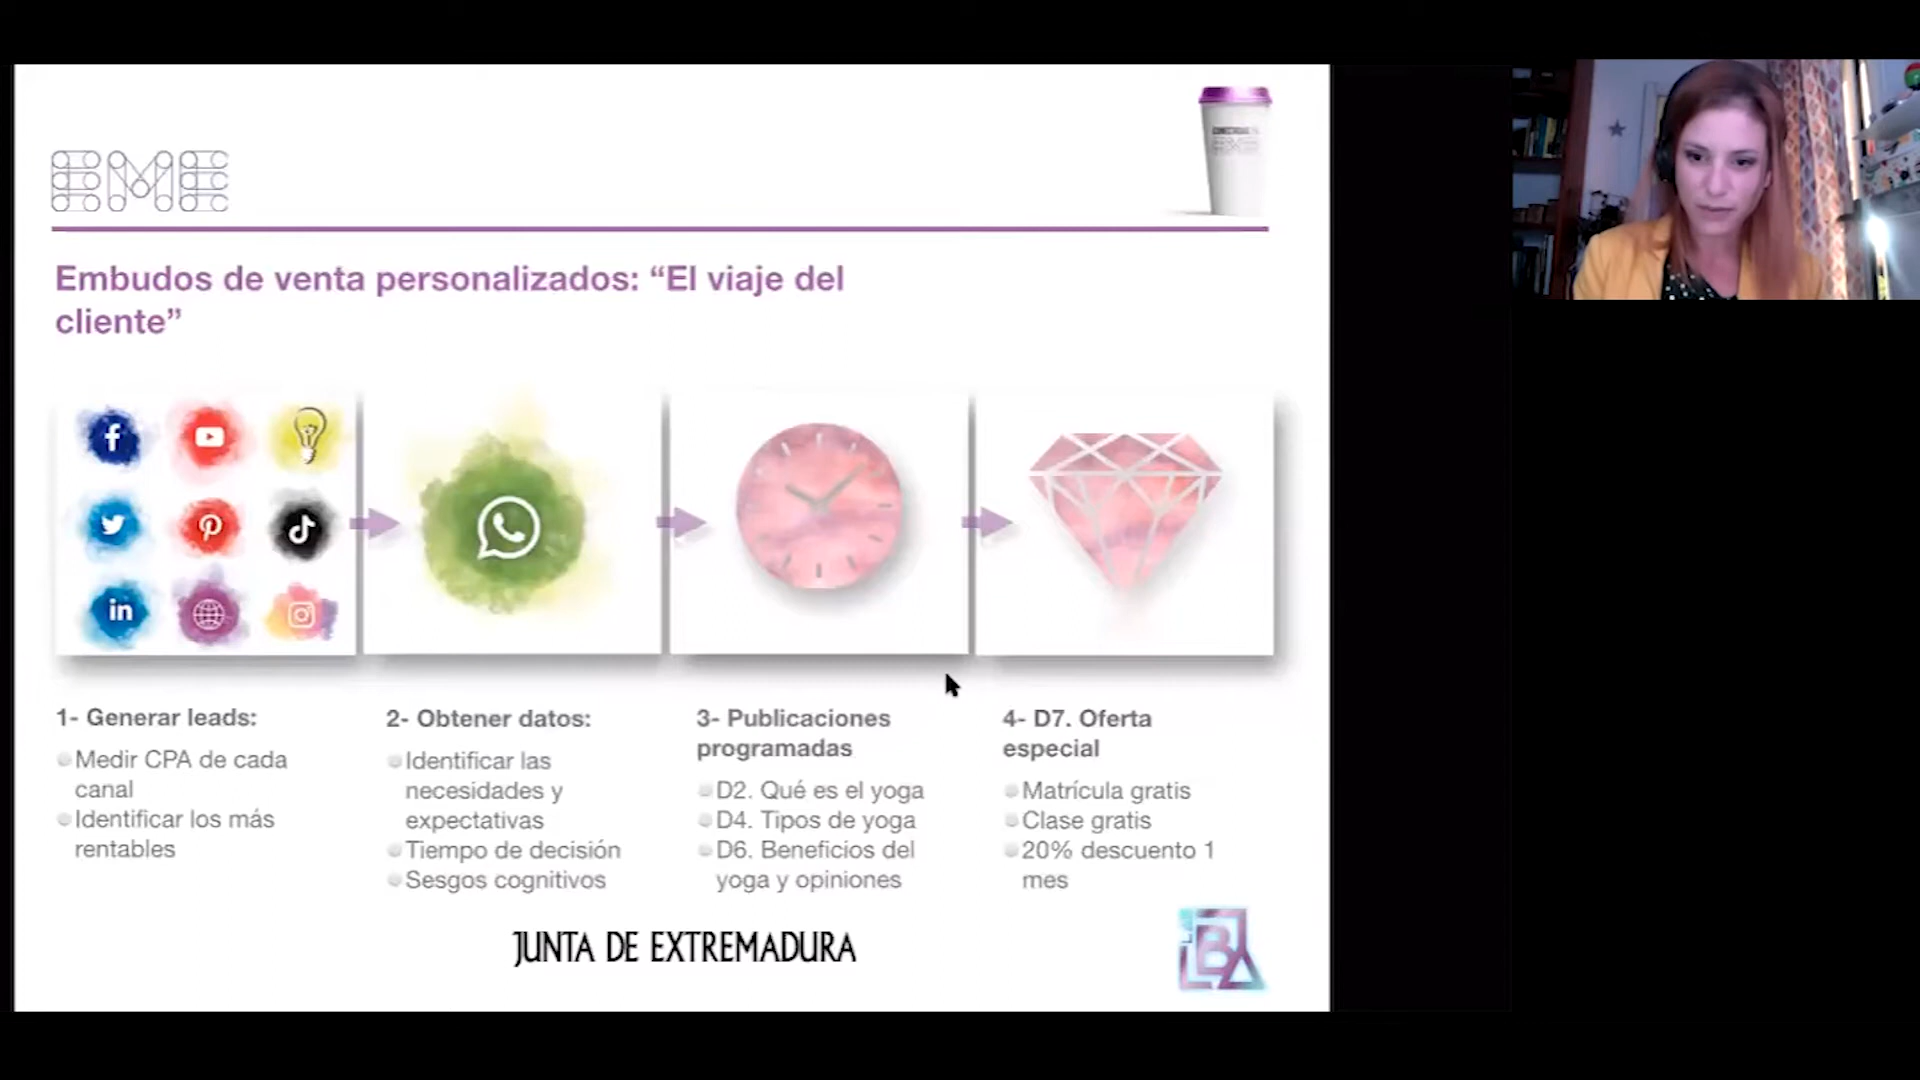 EME
Embudos de venta personalizados: “El viaje del
cliente”
1- Generar leads:
Medir CPA de cada
canal
Identificar los más
rentables
2- Obtener datos:
Identificar las
necesidades y
expectativas
Tiempo de decisión
Sesgos cognitivos
3- Publicaciones
programadas
D2. Qué es el yoga
D4. Tipos de yoga
D6. Beneficios del
yoga y opiniones
4- D7. Oferta
especial
Matrícula gratis
Clase gratis
20% descuento 1
mes
JUNTA DE EXTREMADURA